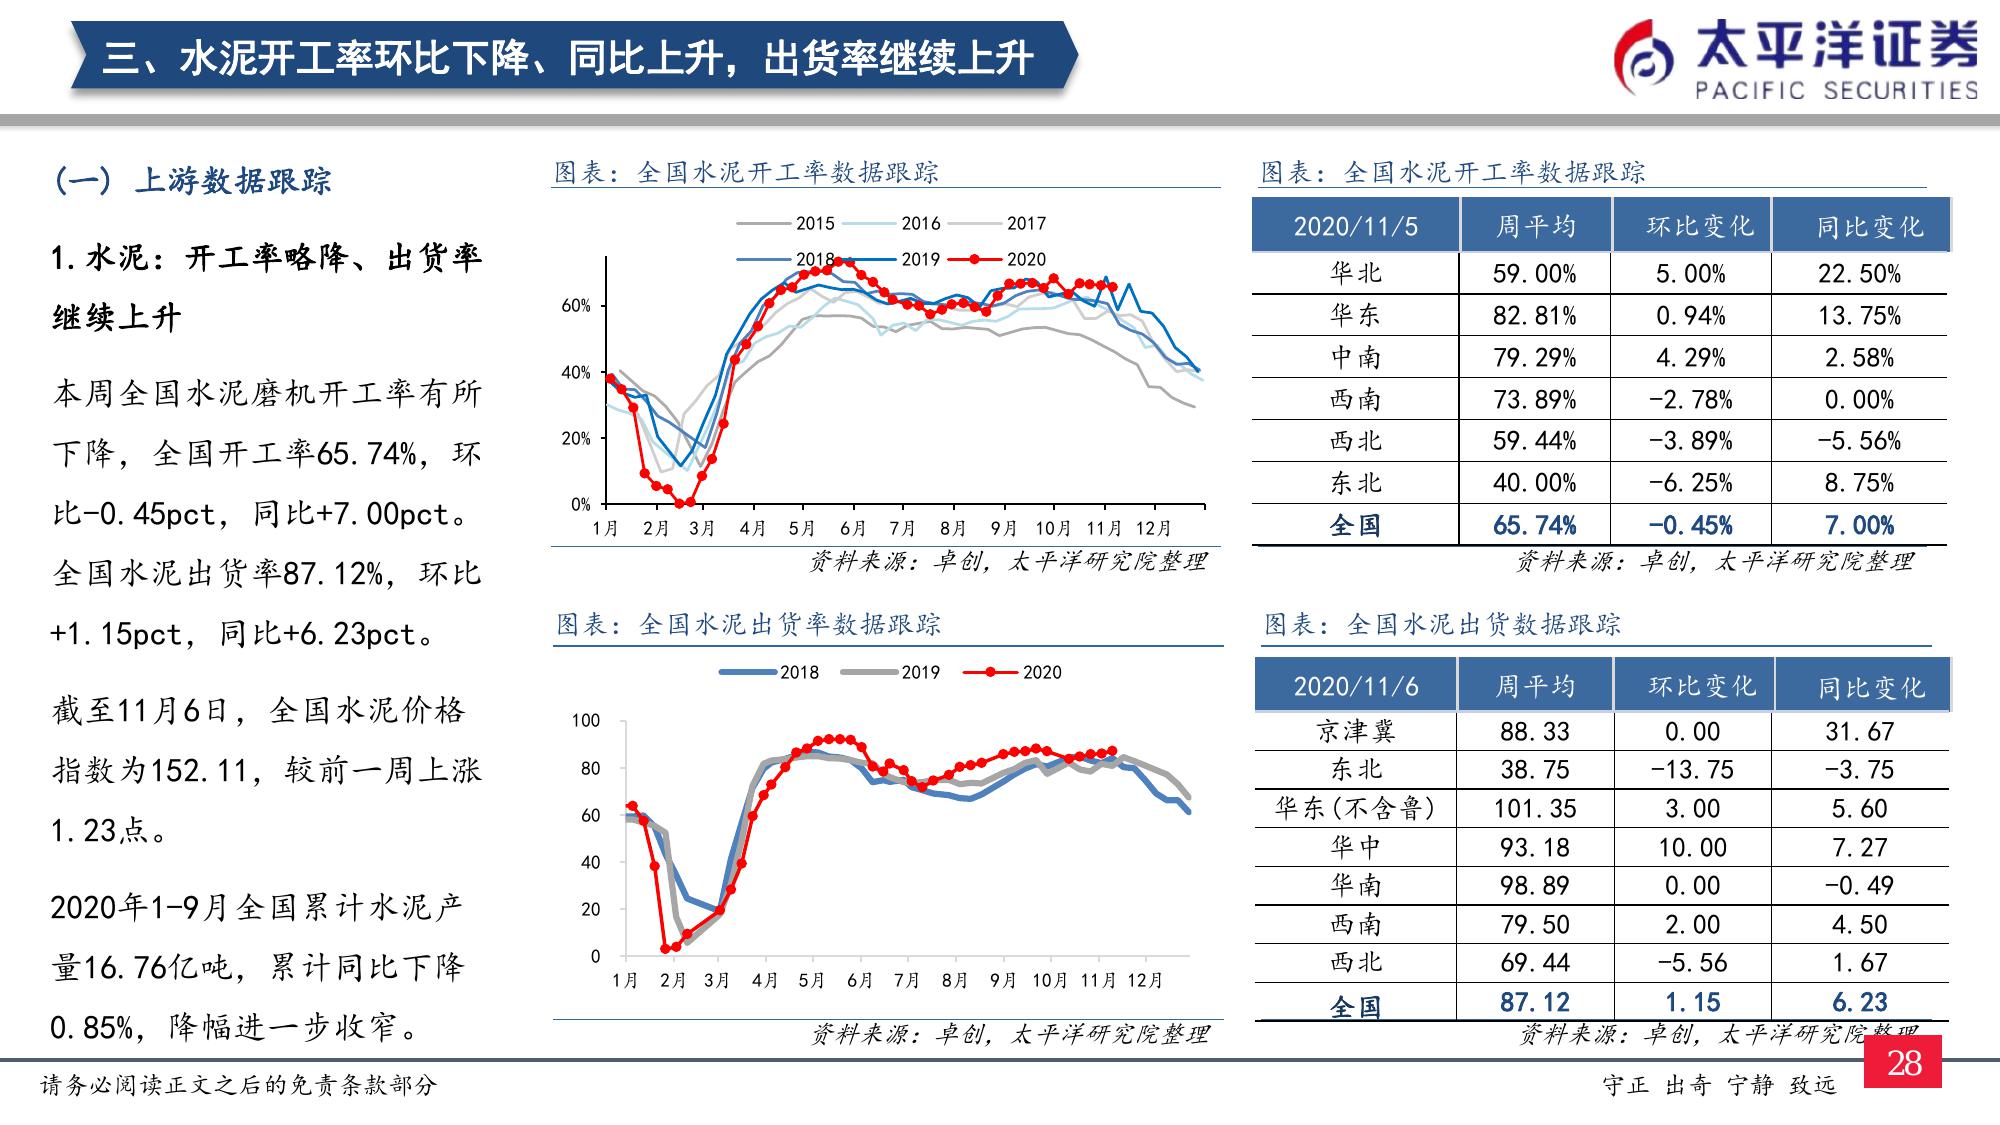 三、水泥开工率环比下降、同比上升，出货率继续上升
太平洋证券
PACIFIC SECURITIES
(一) 上游数据跟踪
1.水泥：开工率略降、出货率
继续上升
本周全国水泥磨机开工率有所
下降，全国开工率65.74%，环
比-0.45pct，同比+7.00pct。
全国水泥出货率87.12%，环比
+1.15pct，同比+6.23pct。
截至11月6日，全国水泥价格
指数为152.11，较前一周上涨
1.23点。
2020年1-9月全国累计水泥产
量16.76亿吨，累计同比下降
0.85%，降幅进一步收窄。
图表：全国水泥开工率数据跟踪
2015 2016 2017
2018 2019 2020
60%
40%
20%
0%
1月 2月 3月 4月 5月 6月 7月 8月 9月 10月 11月 12月
资料来源：卓创，太平洋研究院整理
图表：全国水泥开工率数据跟踪
2020/11/5 周平均 环比变化 同比变化
华北 59.00% 5.00% 22.50%
华东 82.81% 0.94% 13.75%
中南 79.29% 4.29% 2.58%
西南 73.89% -2.78% 0.00%
西北 59.44% -3.89% -5.56%
东北 40.00% -6.25% 8.75%
全国 65.74% -0.45% 7.00%
资料来源：卓创，太平洋研究院整理
图表：全国水泥出货率数据跟踪
2018 2019 2020
100
80
60
40
20
0
1月 2月 3月 4月 5月 6月 7月 8月 9月 10月 11月 12月
资料来源：卓创，太平洋研究院整理
图表：全国水泥出货数据跟踪
2020/11/6 周平均 环比变化 同比变化
京津冀 88.33 0.00 31.67
东北 38.75 -13.75 -3.75
华东(不含鲁) 101.35 3.00 5.60
华中 93.18 10.00 7.27
华南 98.89 0.00 -0.49
西南 79.50 2.00 4.50
西北 69.44 -5.56 1.67
全国 87.12 1.15 6.23
资料来源：卓创，太平洋研究院整理
请务必阅读正文之后的免责条款部分
守正 出奇 宁静 致远
28